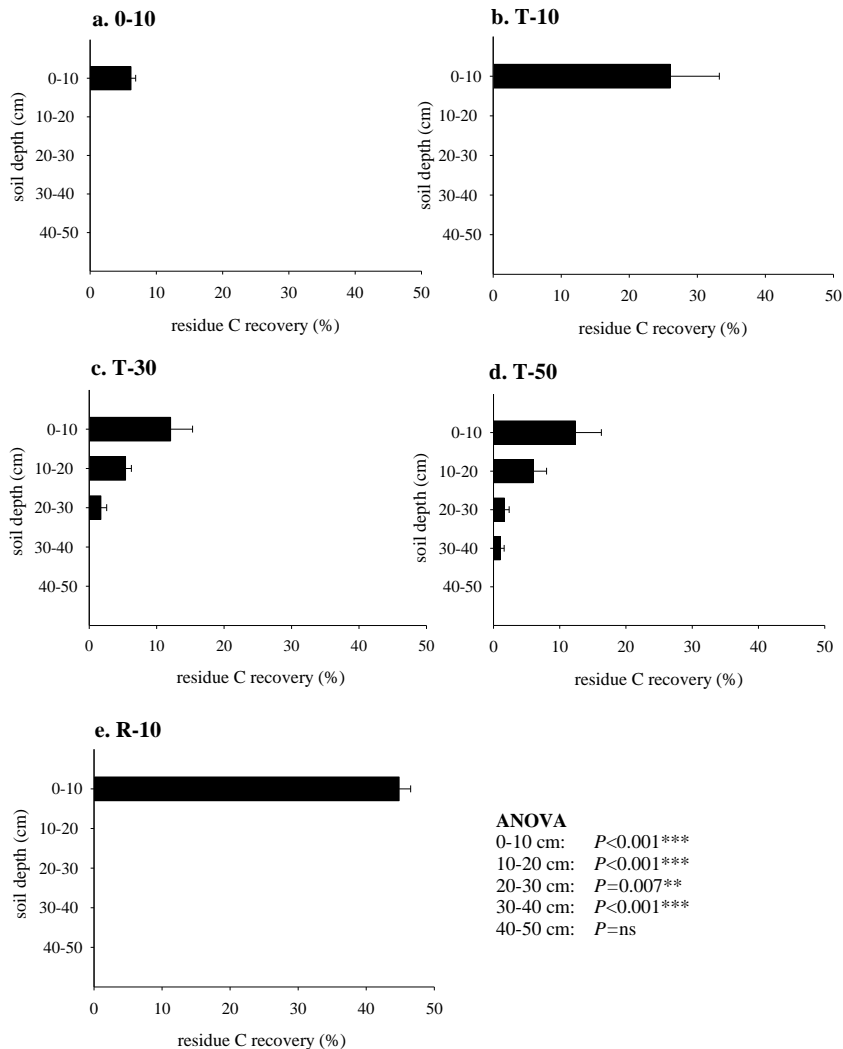 a. 0-10
soil depth (cm)
0-10
10-20
20-30
30-40
40-50
0 10 20 30 40 50
residue C recovery (%)
b. T-10
soil depth (cm)
0-10
10-20
20-30
30-40
40-50
0 10 20 30 40 50
residue C recovery (%)
c. T-30
soil depth (cm)
0-10
10-20
20-30
30-40
40-50
0 10 20 30 40 50
residue C recovery (%)
d. T-50
soil depth (cm)
0-10
10-20
20-30
30-40
40-50
0 10 20 30 40 50
residue C recovery (%)
e. R-10
soil depth (cm)
0-10
10-20
20-30
30-40
40-50
0 10 20 30 40 50
residue C recovery (%)
ANOVA
0-10 cm: P<0.001***
10-20 cm: P<0.001***
20-30 cm: P=0.007**
30-40 cm: P<0.001***
40-50 cm: P=ns